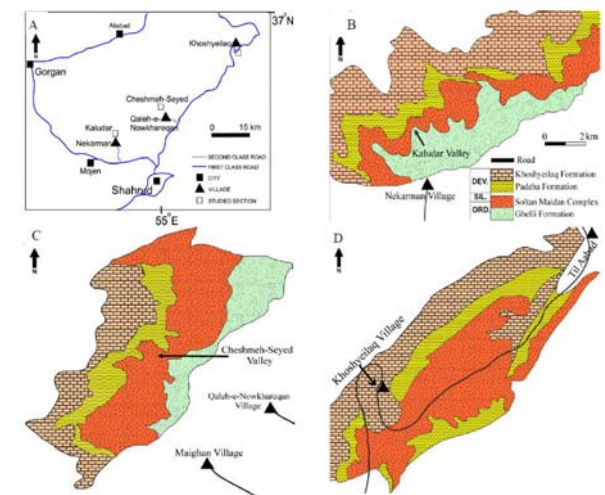 A
37°N
Aliabad
Khoshyeilaq
Gorgan
Cheshmeh-Seyed
Qaleh-e-
Nowkhareqan
Kaludar
Nekarman
Mojen
Shahrud
0 15 km
SECOND CLASS ROAD
FIRST CLASS ROAD
CITY
VILLAGE
STUDIED SECTION
55°E
N
B
N
Kaludar Valley
0 2 km
Nekarman Village
Road
DEV.
SIL.
ORD.
Khoshyeilaq Formation
Padeha Formation
Soltan Maidan Complex
Ghelli Formation
C
N
Cheshmeh-Seyed
Valley
Qaleh-e-Nowkhareqan
Village
Maighan Village
D
N
Til Aabad
Khoshyeilaq Village